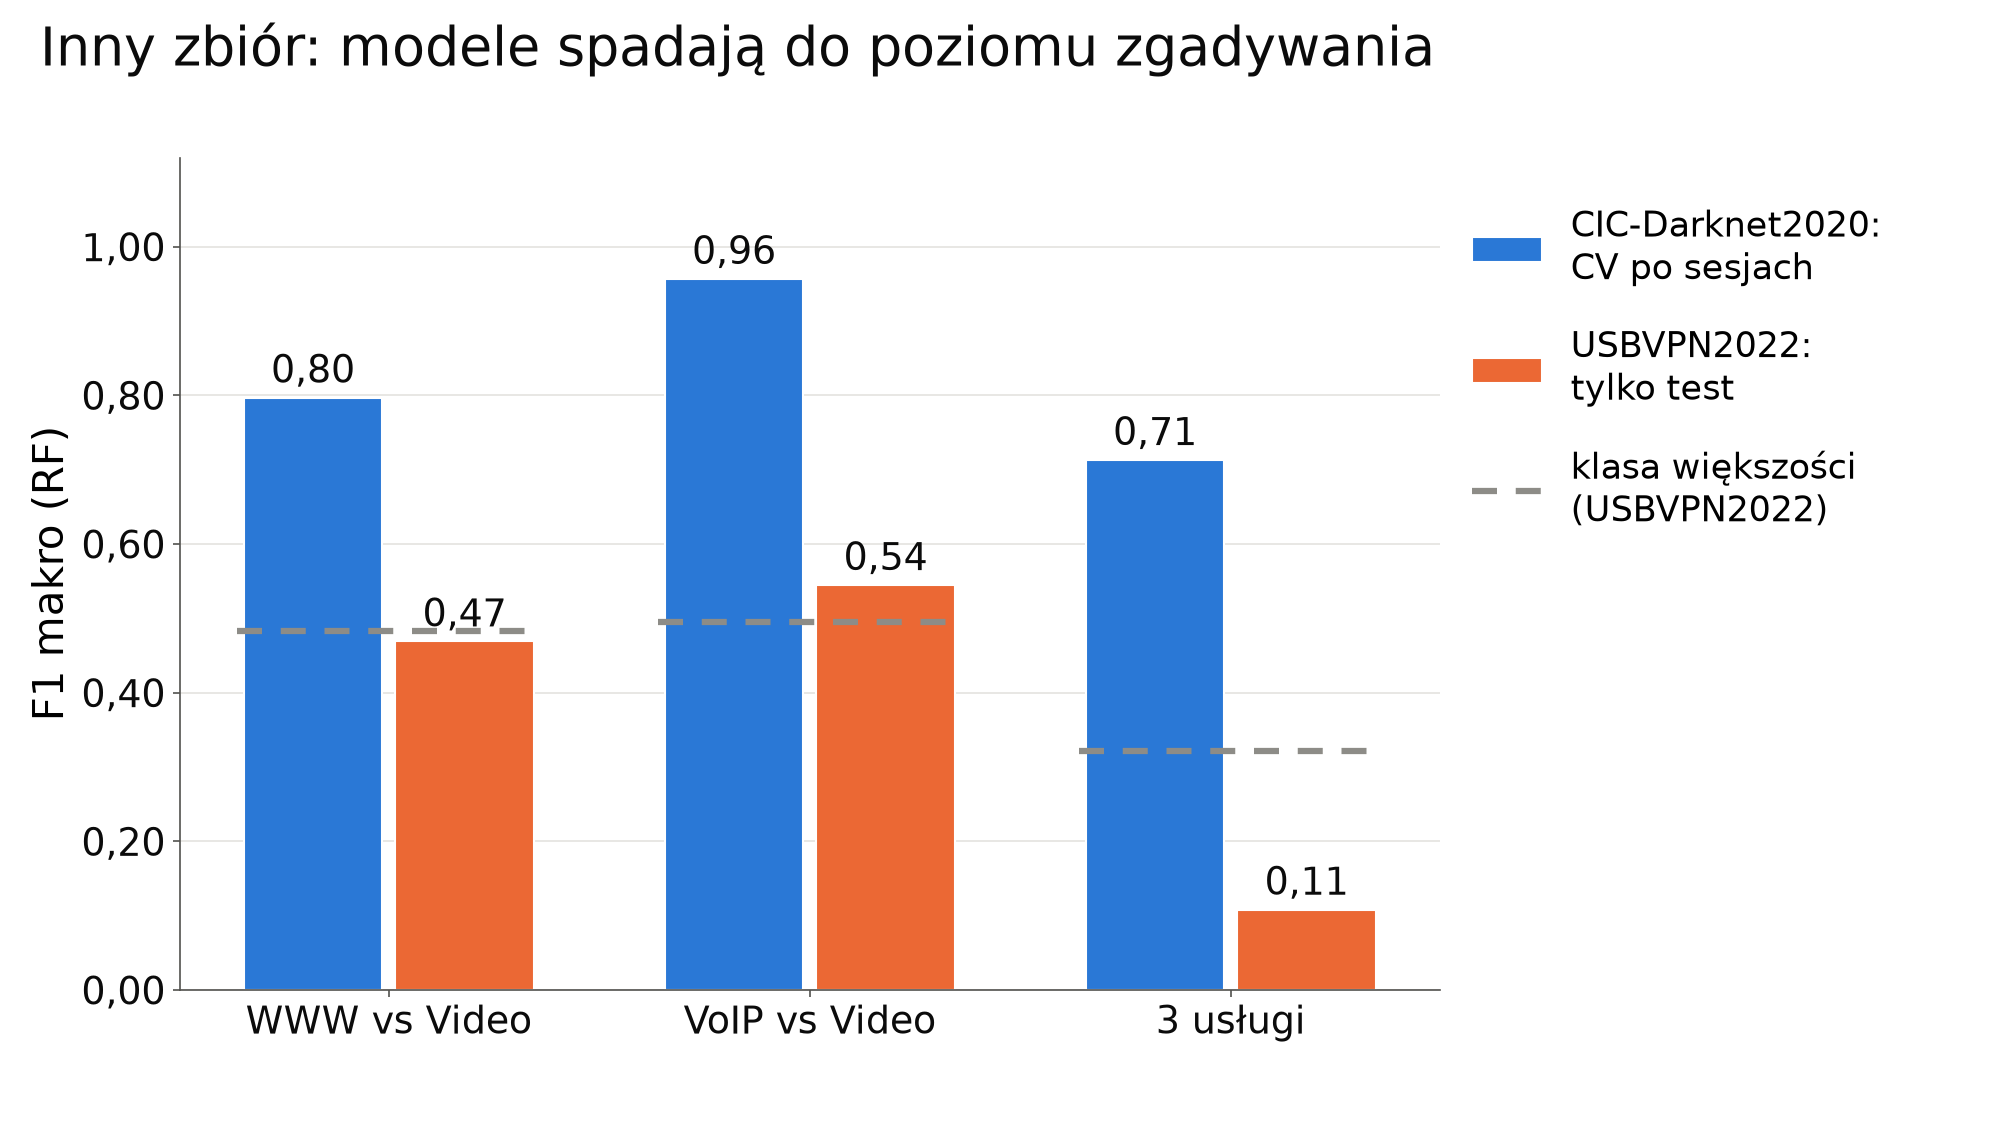 Inny zbiór: modele spadają do poziomu zgadywania
F1 makro (RF)
1,00
0,80
0,60
0,40
0,20
0,00
0,80
0,47
0,96
0,54
0,71
0,11
WWW vs Video
VoIP vs Video
3 usługi
CIC-Darknet2020:
CV po sesjach
USBVPN2022:
tylko test
klasa większości
(USBVPN2022)